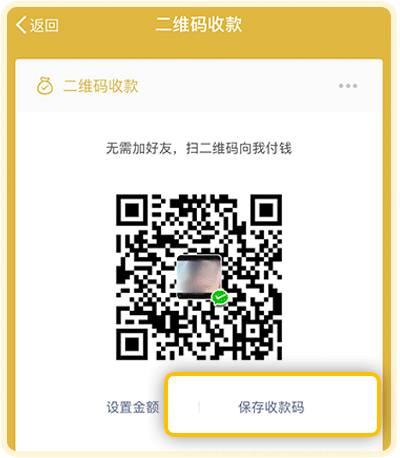 返回
二维码收款
二维码收款
无需加好友，扫二维码向我付钱
设置金额
保存收款码